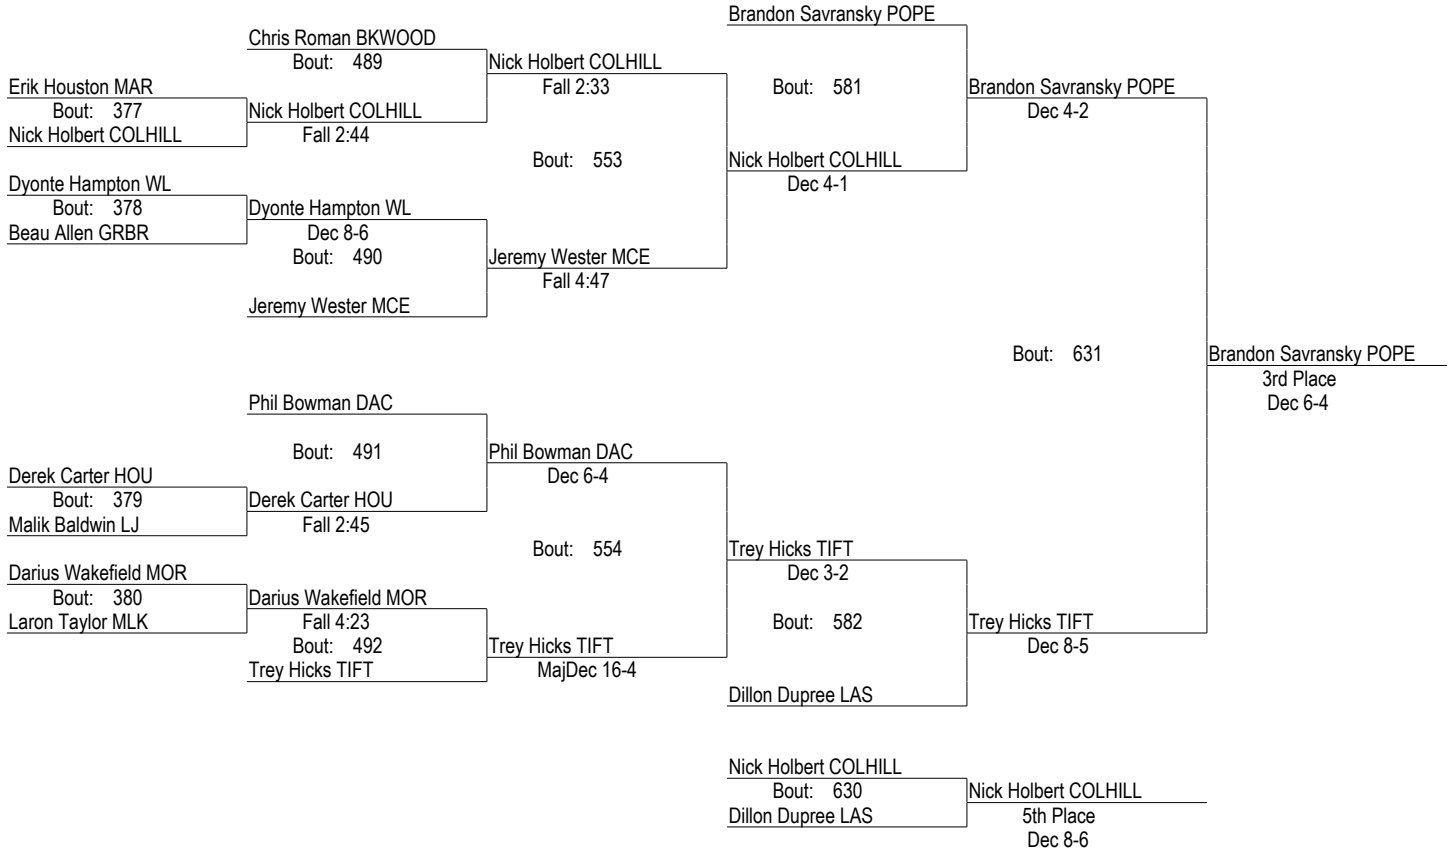 Brandon Savransky POPE
Chris Roman BKWOOD
Bout: 489
Nick Holbert COLHILL
Fall 2:33
Erik Houston MAR
Bout: 377
Nick Holbert COLHILL
Nick Holbert COLHILL
Fall 2:44
Bout: 581
Brandon Savransky POPE
Dec 4-2
Bout: 553
Nick Holbert COLHILL
Dec 4-1
Dyonte Hampton WL
Bout: 378
Beau Allen GRBR
Dyonte Hampton WL
Dec 8-6
Bout: 490
Jeremy Wester MCE
Fall 4:47
Jeremy Wester MCE
Bout: 631
Brandon Savransky POPE
3rd Place
Dec 6-4
Phil Bowman DAC
Bout: 491
Phil Bowman DAC
Dec 6-4
Derek Carter HOU
Bout: 379
Malik Baldwin LJ
Derek Carter HOU
Fall 2:45
Bout: 554
Trey Hicks TIFT
Dec 3-2
Darius Wakefield MOR
Bout: 380
Laron Taylor MLK
Darius Wakefield MOR
Fall 4:23
Bout: 492
Trey Hicks TIFT
Trey Hicks TIFT
MajDec 16-4
Bout: 582
Trey Hicks TIFT
Dec 8-5
Dillon Dupree LAS
Nick Holbert COLHILL
Bout: 630
Dillon Dupree LAS
Nick Holbert COLHILL
5th Place
Dec 8-6